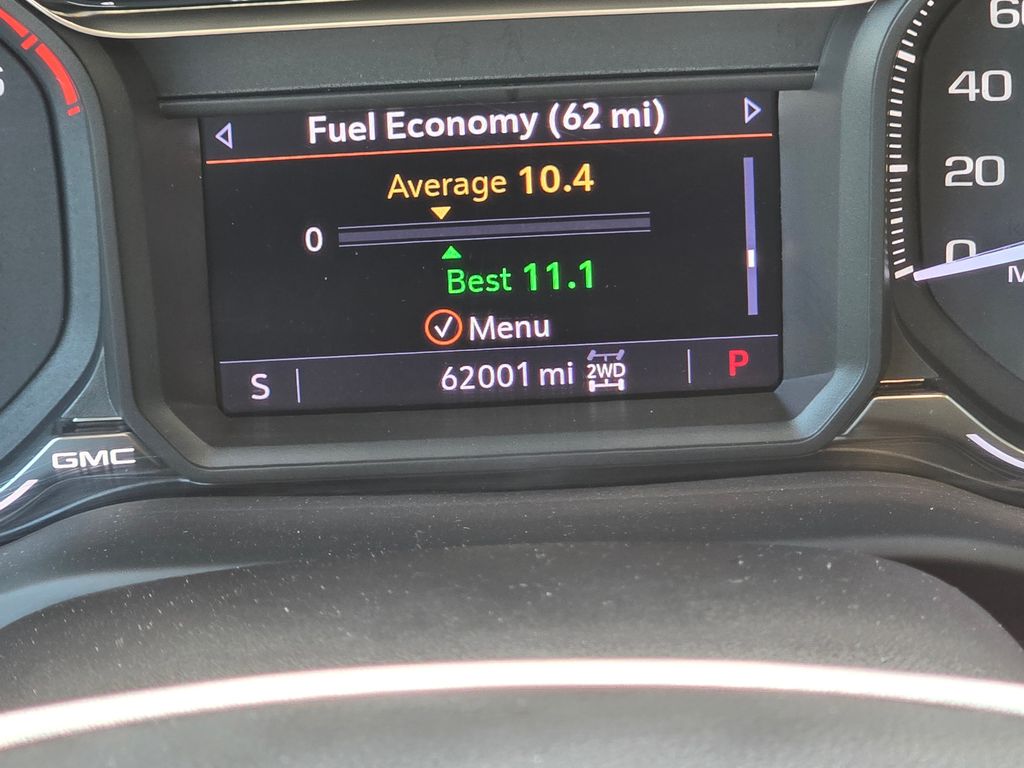 Fuel Economy (62 mi)
Average 10.4
0
Best 11.1
Menu
S
62001 mi
2WD
P
GMC
40
20
0